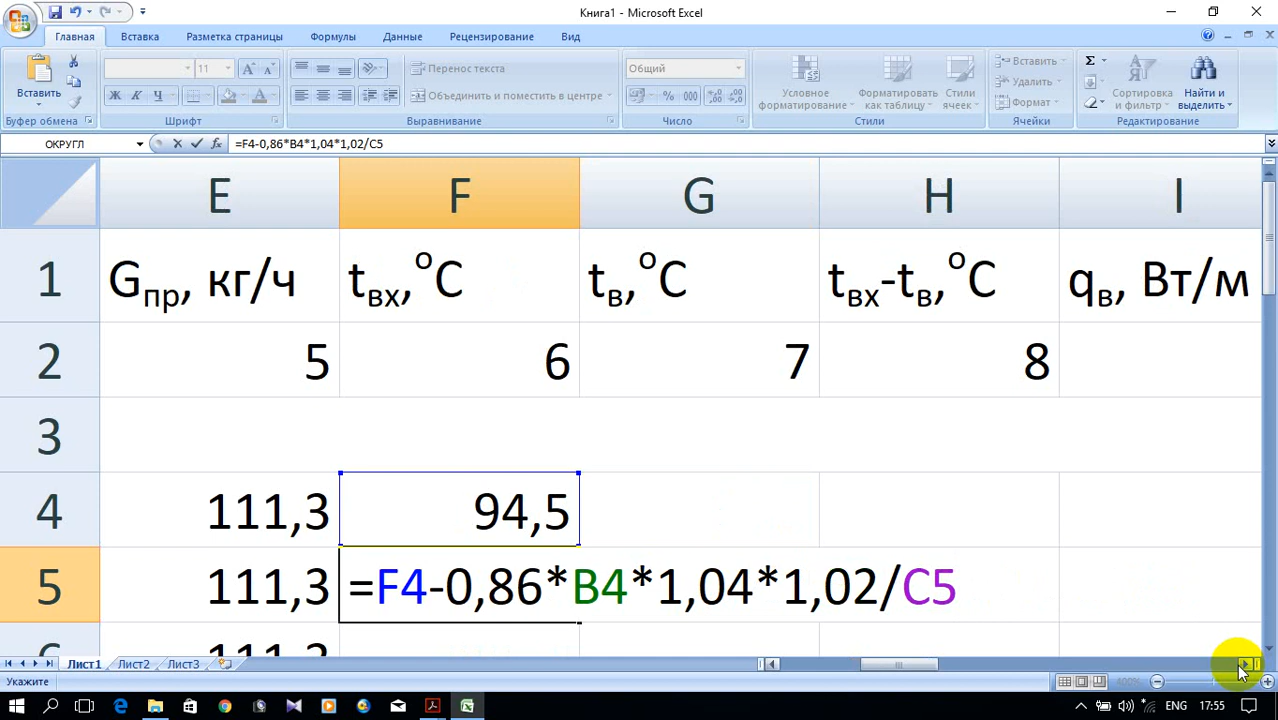 Книга1 - Microsoft Excel
Главная Вставка Разметка страницы Формулы Данные Рецензирование Вид
Вставить
Буфер обмена
11
Ж К Ч
Шрифт
Перенос текста
Объединить и поместить в центре
Выравнивание
Общий
% 000
Число
Условное форматирование
Форматировать как таблицу
Стили ячеек
Стили
Вставить
Удалить
Формат
Ячейки
Σ
Сортировка и фильтр
Найти и выделить
Редактирование
ОКРУГЛ fx =F4-0,86*B4*1,04*1,02/C5
E F G H I
1 Gпр, кг/ч tвх,°C tв,°C tвх-tв,°C qв, Вт/м
2 5 6 7 8
3
4 111,3 94,5
5 111,3 =F4-0,86*B4*1,04*1,02/C5
Лист1 Лист2 Лист3
Укажите 400%
ENG 17:55